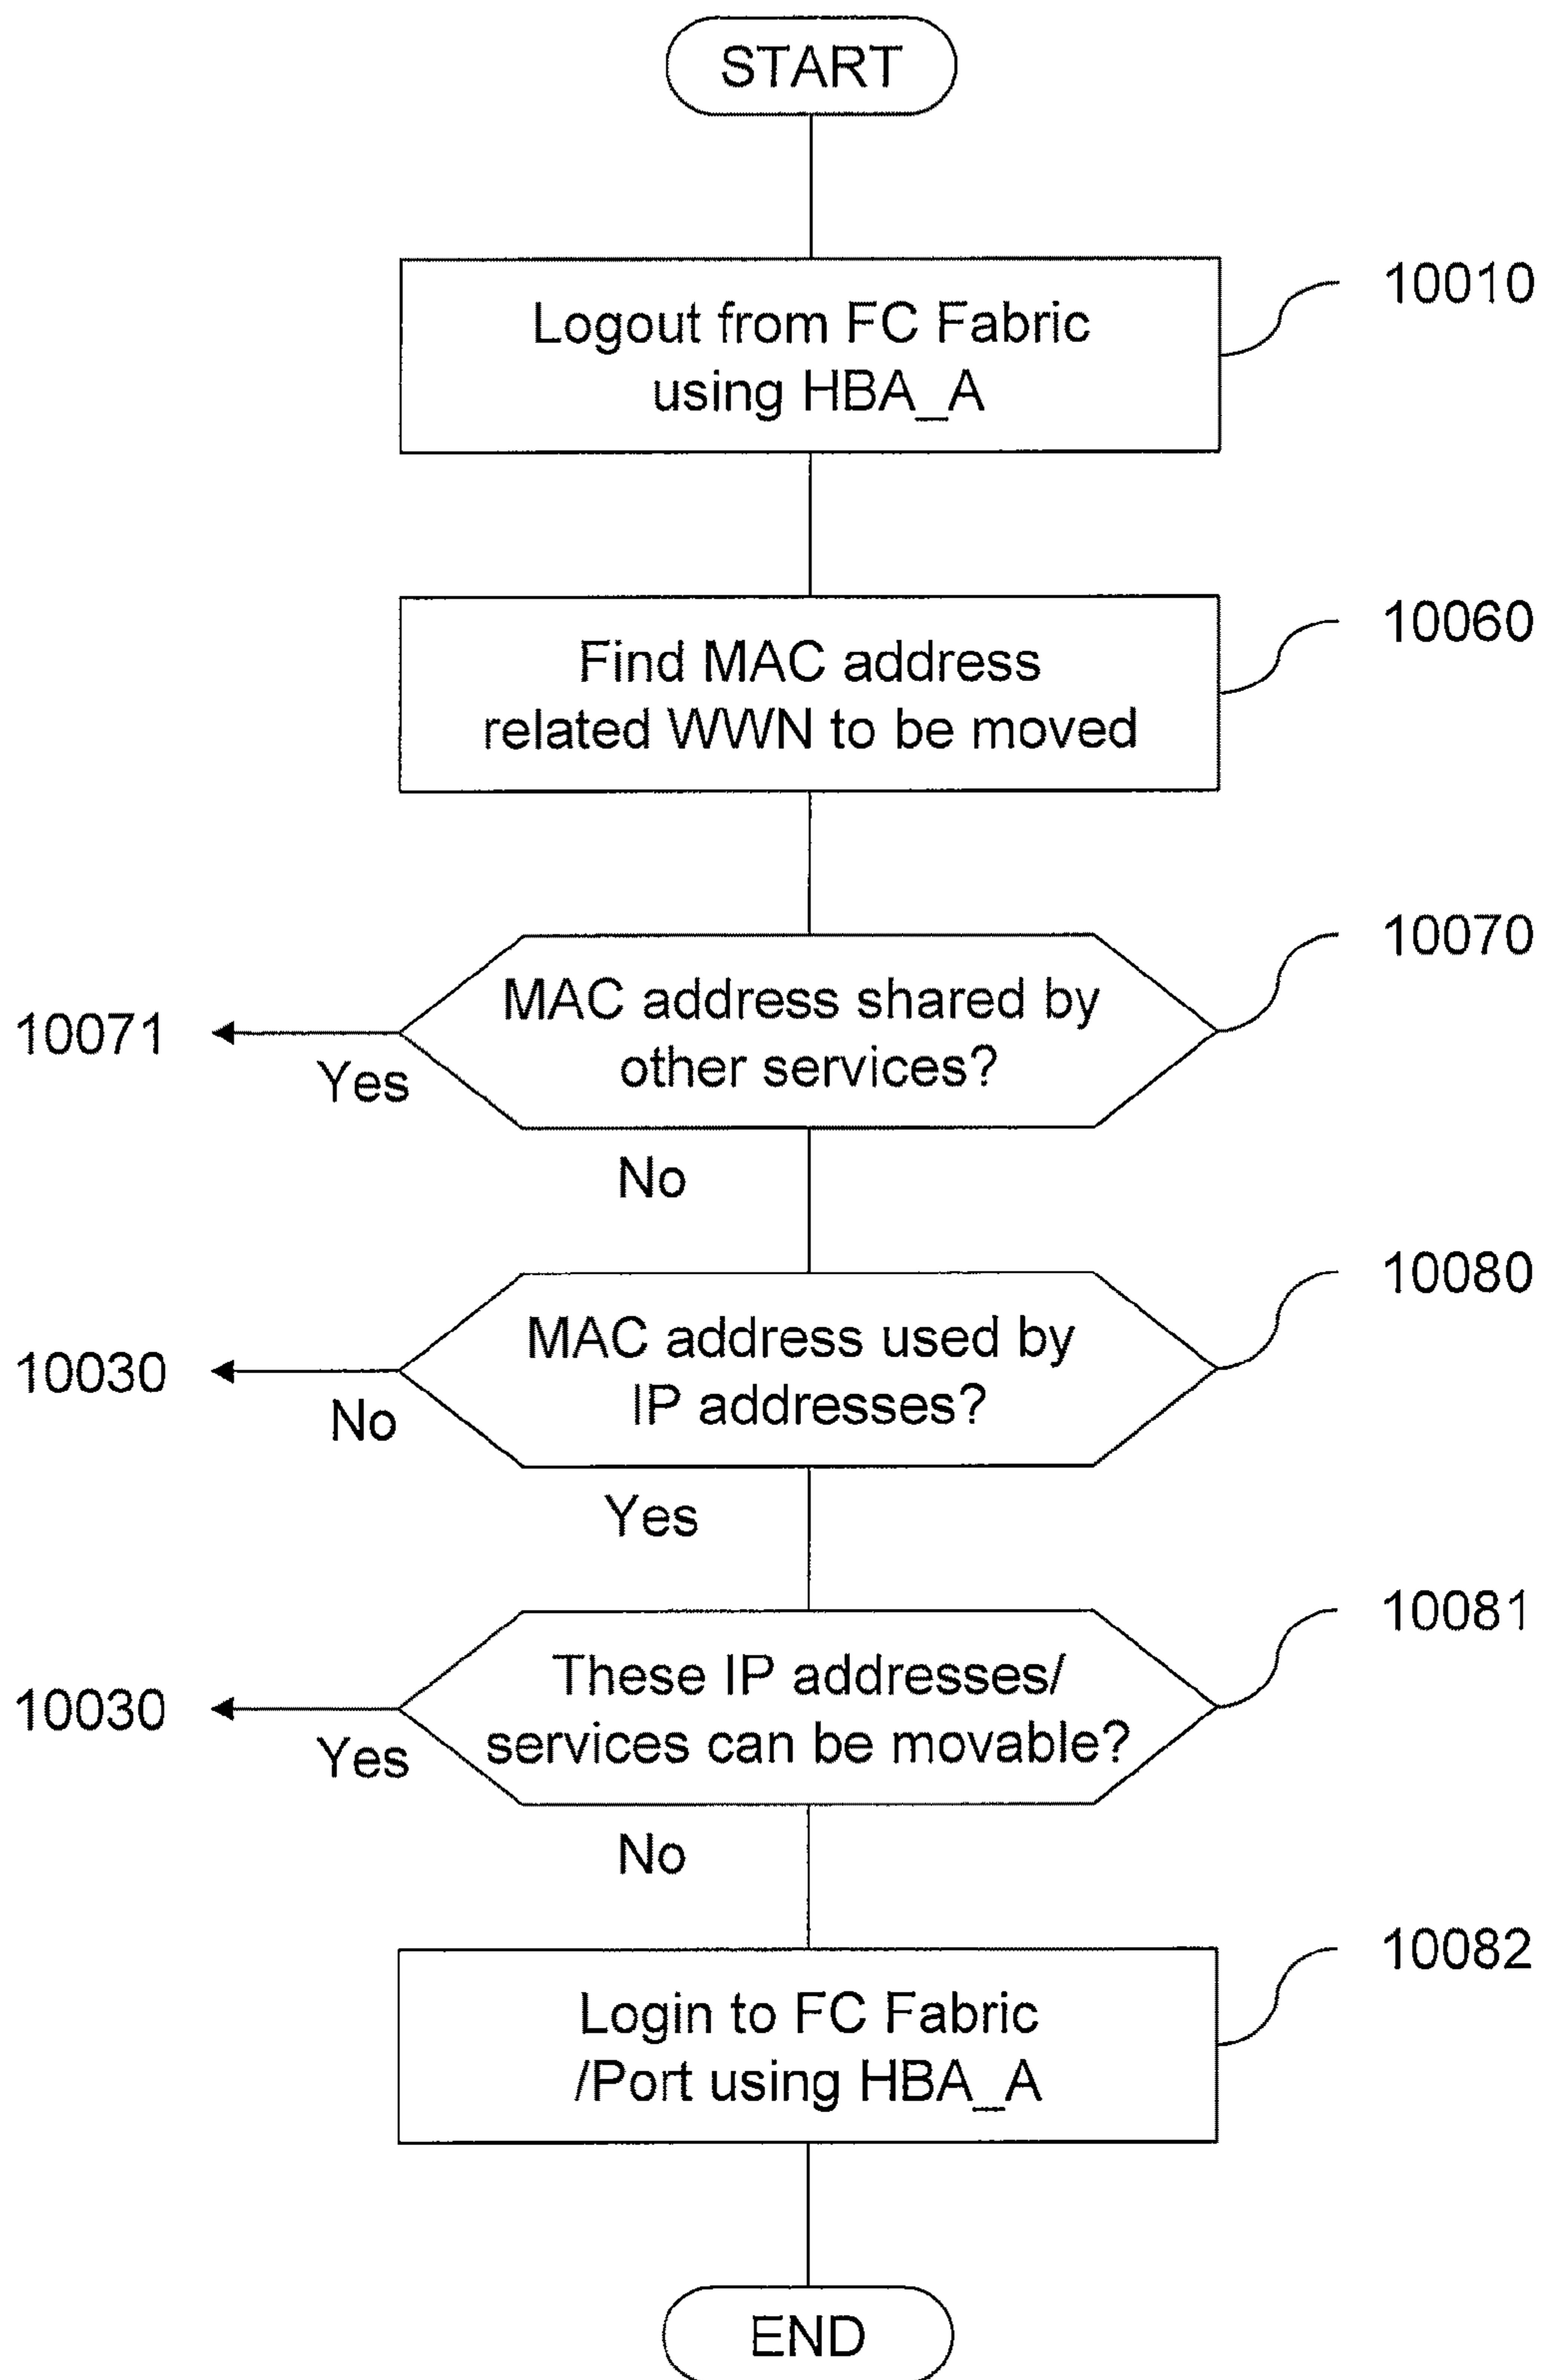 START
Logout from FC Fabric
using HBA_A
10010
Find MAC address
related WWN to be moved
10060
MAC address shared by
other services?
10070
10071
Yes
No
MAC address used by
IP addresses?
10080
10030
No
Yes
These IP addresses/
services can be movable?
10081
10030
Yes
No
Login to FC Fabric
/Port using HBA_A
10082
END